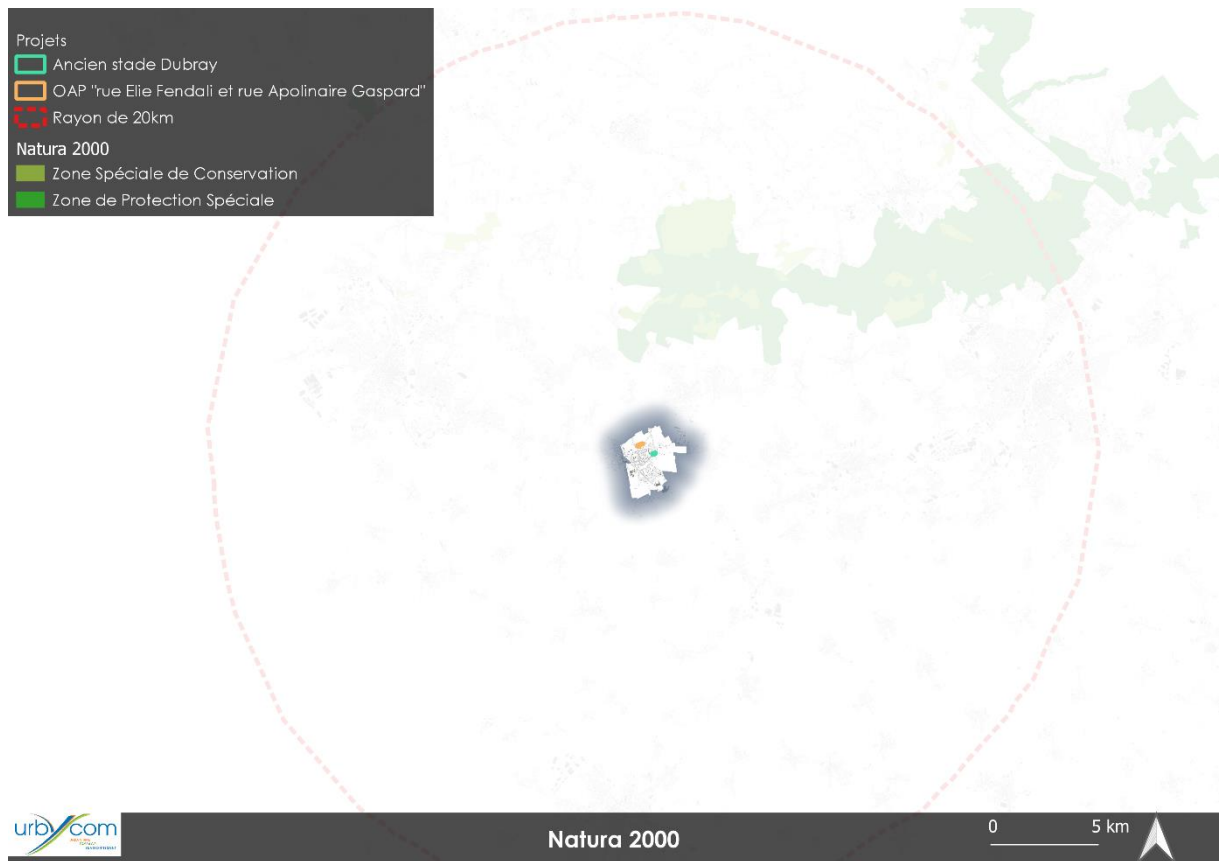 Projets
Ancien stade Dubray
OAP "rue Elie Fendali et rue Apolinaire Gaspard"
Rayon de 20km
Natura 2000
Zone Spéciale de Conservation
Zone de Protection Spéciale
urbycom
Natura 2000
0 5 km